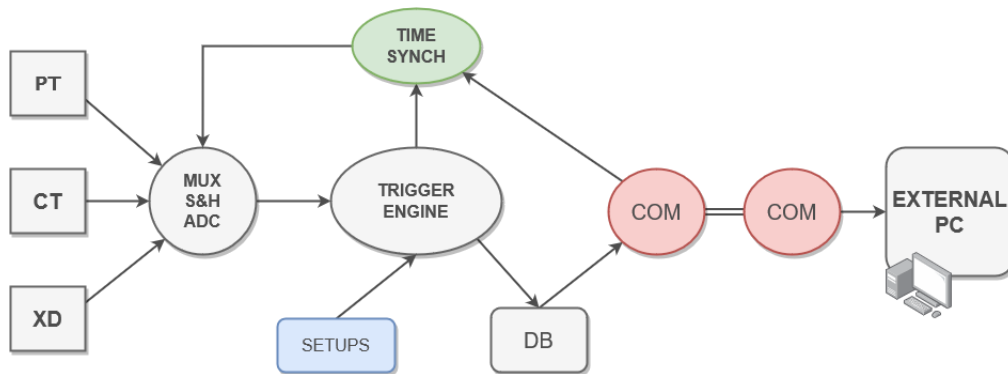 TIME
SYNCH
PT
CT
XD
MUX
S&H
ADC
TRIGGER
ENGINE
COM
COM
EXTERNAL
PC
SETUPS
DB